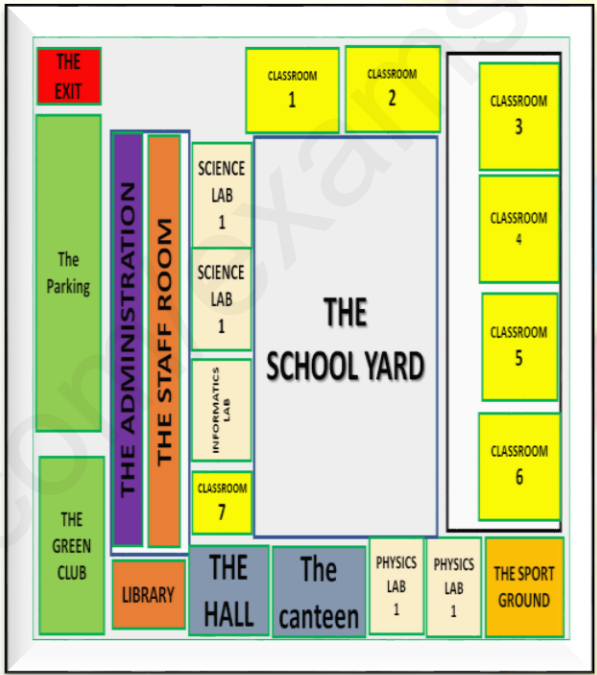 THE
EXIT
CLASSROOM
1
CLASSROOM
2
CLASSROOM
3
The
Parking
THE ADMINISTRATION
THE STAFF ROOM
SCIENCE
LAB
1
SCIENCE
LAB
1
INFORMATICS
LAB
CLASSROOM
7
THE
SCHOOL YARD
CLASSROOM
4
CLASSROOM
5
CLASSROOM
6
THE
GREEN
CLUB
LIBRARY
THE
HALL
The
canteen
PHYSICS
LAB
1
PHYSICS
LAB
1
THE SPORT
GROUND